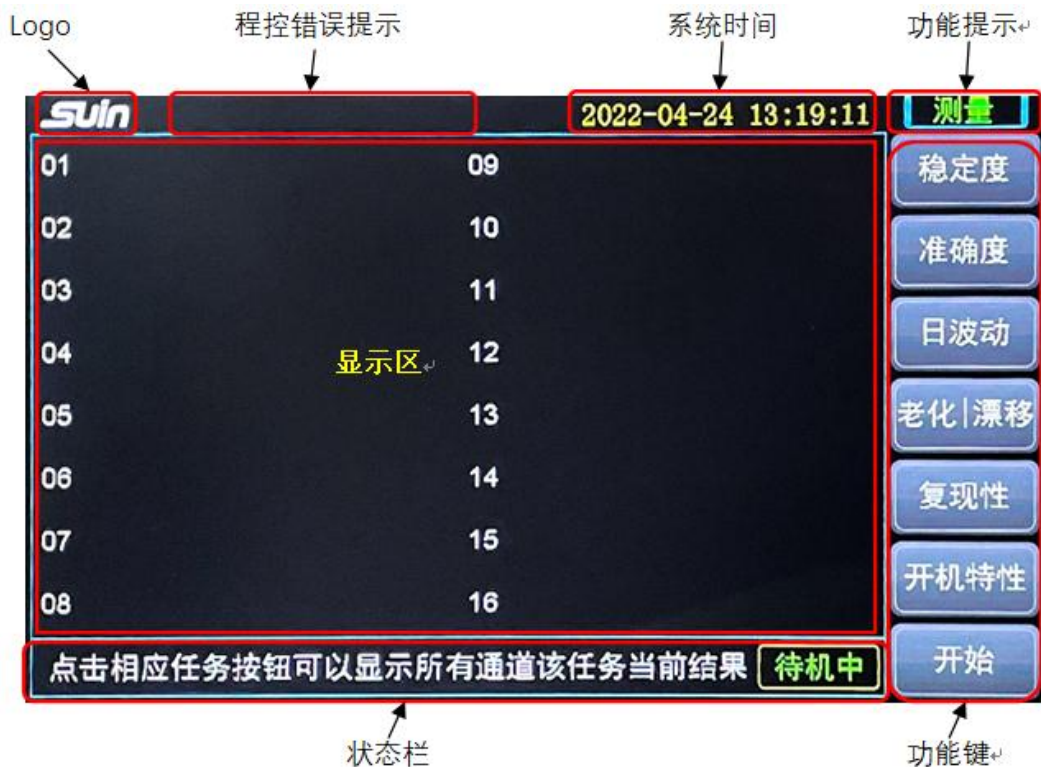 Logo 程控错误提示 系统时间 功能提示
SUIN 2022-04-24 13:19:11 测量
01 09 稳定度
02 10 准确度
03 11
日波动
04 显示区 12
05 13 老化|漂移
06 14 复现性
07 15
开机特性
08 16
点击相应任务按钮可以显示所有通道该任务当前结果 待机中 开始
状态栏 功能键